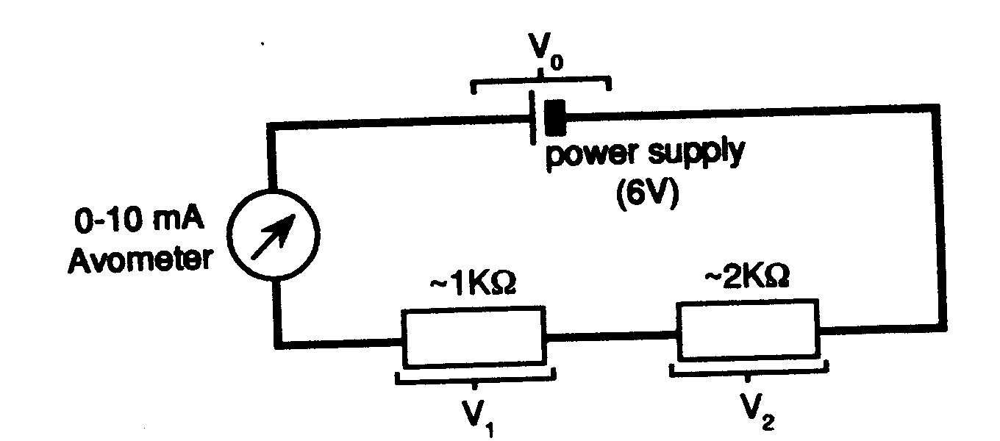 V₀
power supply
(6V)
0-10 mA
Avometer
~1KΩ
~2KΩ
V₁
V₂